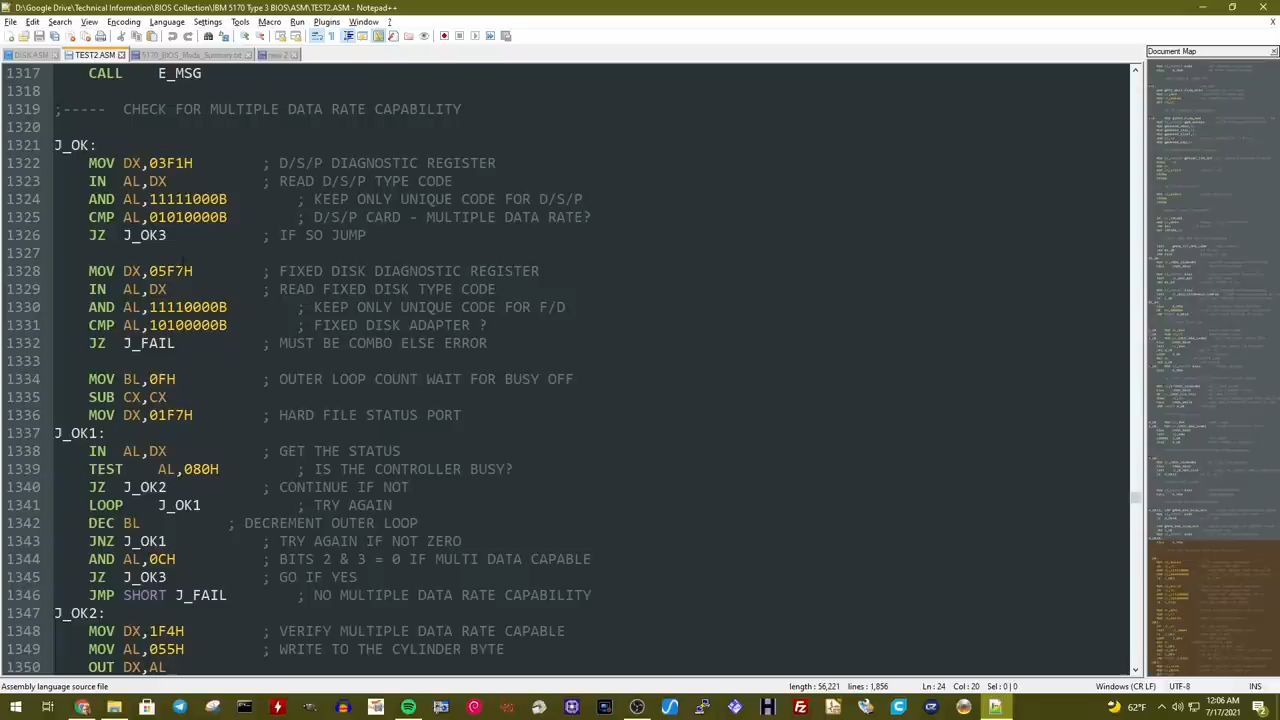 D:\Google Drive\Technical Information\BIOS Collection\IBM 5170 Type 3 BIOS\ASM\TEST2.ASM - Notepad++
File Edit Search View Encoding Language Settings Tools Macro Run Plugins Window ?
DISK.ASM TEST2.ASM 5170_BIOS_Mods_Summary.txt new 2
Document Map
1317 CALL E_MSG
1318
1319 ;----- CHECK FOR MULTIPLE DATA RATE CAPABILITY
1320
1321 J_OK:
1322 MOV DX,03F1H ; D/S/P DIAGNOSTIC REGISTER
1323 IN AL,DX ; READ D/S/P TYPE CODE
1324 AND AL,11111000B ; KEEP ONLY UNIQUE CODE FOR D/S/P
1325 CMP AL,01010000B ; D/S/P CARD - MULTIPLE DATA RATE?
1326 JZ J_OK3 ; IF SO JUMP
1327
1328 MOV DX,05F7H ; FIXED DISK DIAGNOSTIC REGISTER
1329 IN AL,DX ; READ FIXED DISK TYPE CODE
1330 AND AL,11110000B ; KEEP ONLY UNIQUE CODE FOR F/D
1331 CMP AL,10100000B ; FIXED DISK ADAPTER ?
1332 JZ J_FAIL ; MUST BE COMBO ELSE ERROR
1333
1334 MOV BL,0FH ; OUTER LOOP COUNT WAIT FOR BUSY OFF
1335 SUB CX,CX
1336 MOV DX,01F7H ; HARD FILE STATUS PORT
1337 J_OK1:
1338 IN AL,DX ; GET THE STATUS
1339 TEST AL,080H ; IS THE CONTROLLER BUSY?
1340 JZ J_OK2 ; CONTINUE IF NOT
1341 LOOP J_OK1 ; TRY AGAIN
1342 DEC BL ; DECREMENT OUTER LOOP
1343 JNZ J_OK1 ; TRY AGAIN IF NOT ZERO
1344 AND AL,0CH ; BITS 2 & 3 = 0 IF MULTI DATA CAPABLE
1345 JZ J_OK3 ; GO IF YES
1346 JMP SHORT J_FAIL ; NO MULTIPLE DATA RATE CAPABILITY
1347 J_OK2:
1348 MOV DX,1F4H ; VERIFY MULTIPLE DATA RATE CAPABLE
1349 MOV AL,055H ; WRITE THE CYLINDER BYTE
1350 OUT DX,AL
Assembly language source file length : 56,221 lines : 1,856 Ln : 24 Col : 20 Sel : 0 | 0 Windows (CR LF) UTF-8 INS
62°F 12:06 AM
7/17/2021